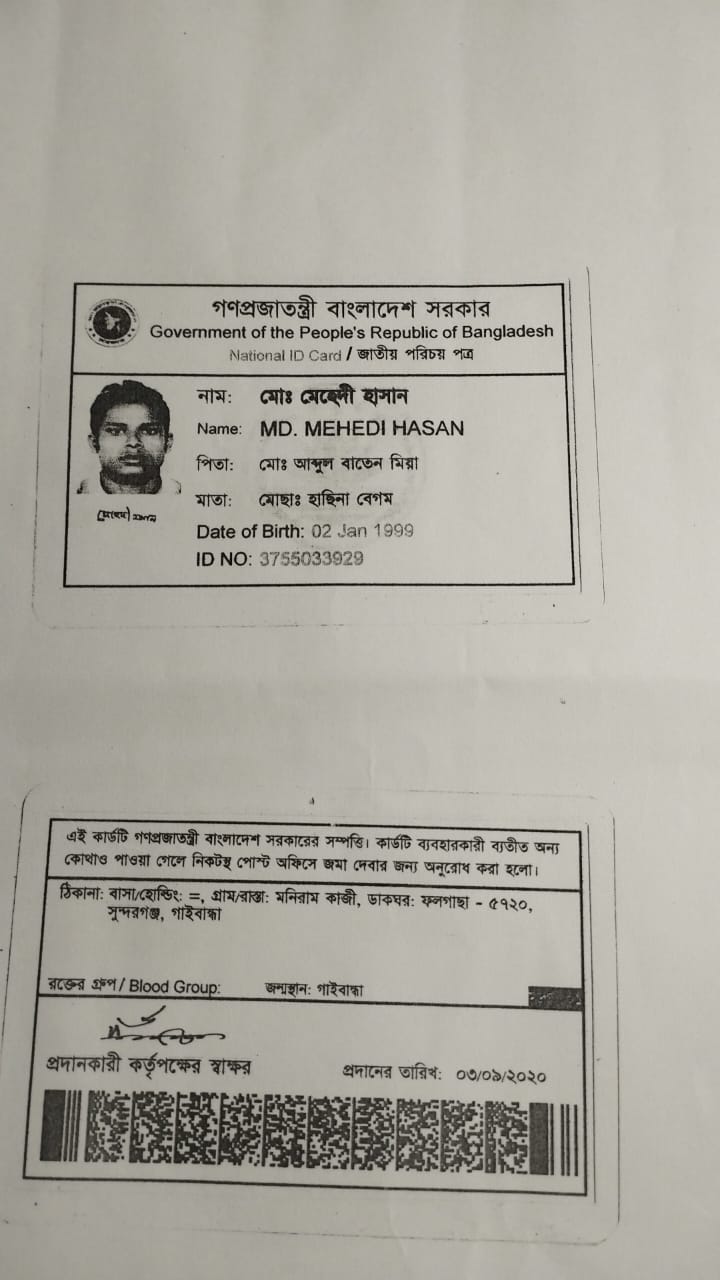 গণপ্রজাতন্ত্রী বাংলাদেশ সরকার
Government of the People's Republic of Bangladesh
National ID Card / জাতীয় পরিচয় পত্র
নাম: মোঃ মেহেদী হাসান
Name: MD. MEHEDI HASAN
পিতা: মোঃ আব্দুল বাতেন মিয়া
মাতা: মোছাঃ হাছিনা বেগম
Date of Birth: 02 Jan 1999
ID NO: 3755033929
এই কার্ডটি গণপ্রজাতন্ত্রী বাংলাদেশ সরকারের সম্পত্তি। কার্ডটি ব্যবহারকারী ব্যতীত অন্য
কোথাও পাওয়া গেলে নিকটস্থ পোস্ট অফিসে জমা দেবার জন্য অনুরোধ করা হলো।
ঠিকানা: বাসা/হোল্ডিং: =, গ্রাম/রাস্তা: মনিরাম কাজী, ডাকঘর: ফলগাছা - ৫৭২০,
সুন্দরগঞ্জ, গাইবান্ধা
রক্তের গ্রুপ / Blood Group: জন্মস্থান: গাইবান্ধা
প্রদানকারী কর্তৃপক্ষের স্বাক্ষর প্রদানের তারিখ: ০৩/০৯/২০২০